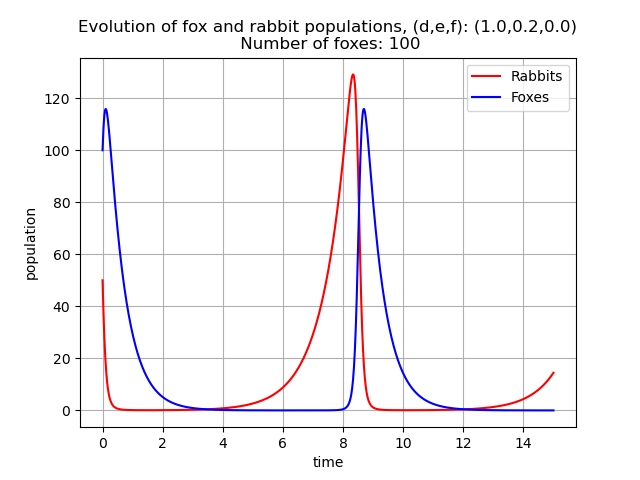 Evolution of fox and rabbit populations, (d,e,f): (1.0,0.2,0.0)
Number of foxes: 100
Rabbits
Foxes
population
120
100
80
60
40
20
0
0 2 4 6 8 10 12 14
time